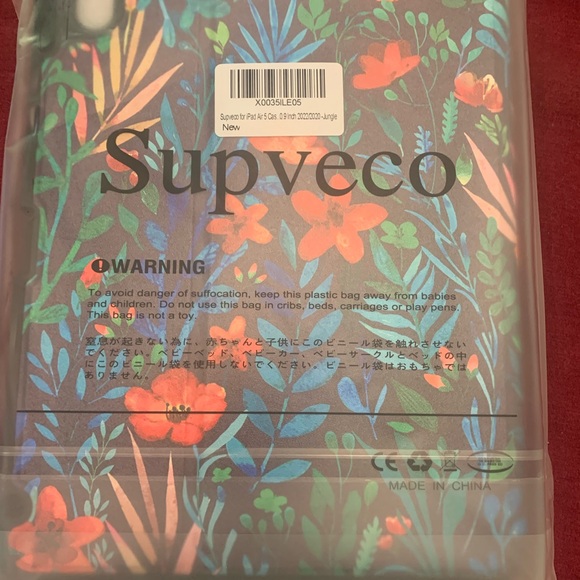 X0035ILE05
Supveco for iPad Air 5 Cas. 0.9 Inch 2022/2020 -Jungle
New
Supveco
WARNING
To avoid danger of suffocation, keep this plastic bag away from babies
and children. Do not use this bag in cribs, beds, carriages or play pens.
This bag is not a toy.
窒息が起きない為に、赤ちゃんと子供にこのビニール袋を触れさせない
でください。ベビーベッド、ベビーカー、ベビーサークルとベッドの中
にこのビニール袋を使用しないでください。ビニール袋はおもちゃでは
ありません。
CE
MADE IN CHINA